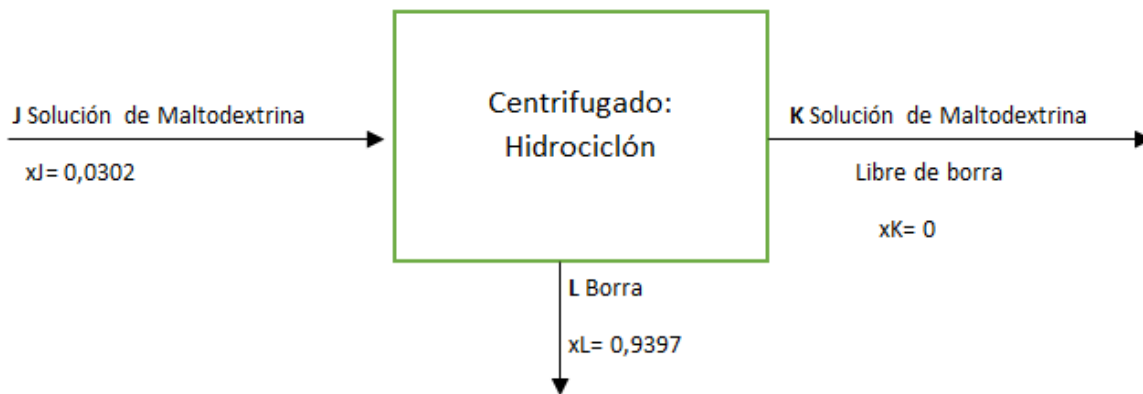 Centrifugado:
Hidrociclón
J Solución de Maltodextrina
xJ= 0,0302
K Solución de Maltodextrina
Libre de borra
xK= 0
L Borra
xL= 0,9397